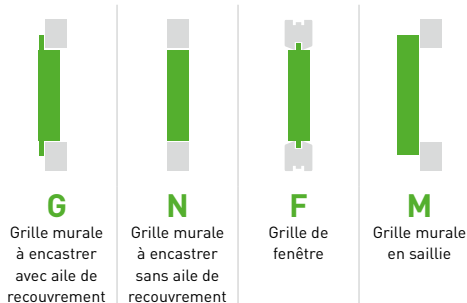 G
Grille murale
à encastrer
avec aile de
recouvrement
N
Grille murale
à encastrer
sans aile de
recouvrement
F
Grille de
fenêtre
M
Grille murale
en saillie